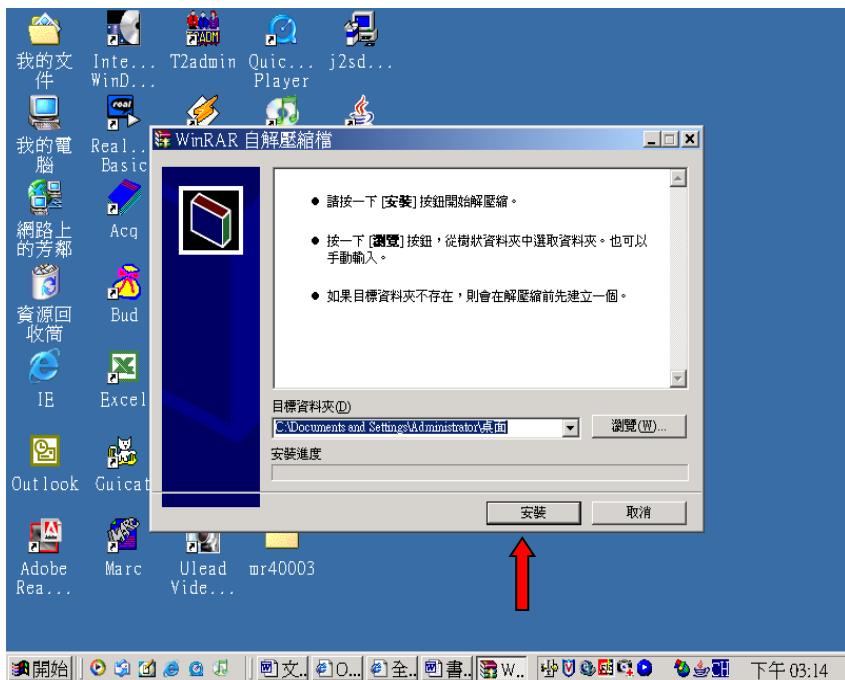 我的文
件
Inte...
WinD...
T2admin
Quic...
Player
j2sd...
我的電
腦
Real..
Basic
網路上
的芳鄰
Acq
資源回
收筒
Bud
IE
Excel
Outlook
Guicat
Adobe
Rea...
Marc
Ulead
Vide...
mr40003
WinRAR 自解壓縮檔
● 請按一下 [安裝] 按鈕開始解壓縮。
● 按一下 [瀏覽] 按鈕，從樹狀資料夾中選取資料夾。也可以
手動輸入。
● 如果目標資料夾不存在，則會在解壓縮前先建立一個。
目標資料夾(D)
C:\Documents and Settings\Administrator\桌面
瀏覽(W)...
安裝進度
安裝
取消
開始
文..
O...
全..
書..
W..
CH
下午 03:14